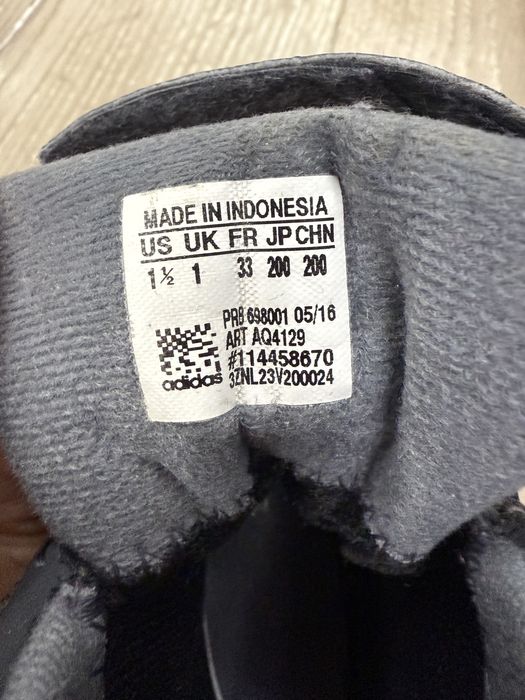 MADE IN INDONESIA
US UK FR JP CHN
1½ 1 33 200 200
PRB 698001 05/16
ART AQ4129
#114458670
adidas 3ZNL23V200024